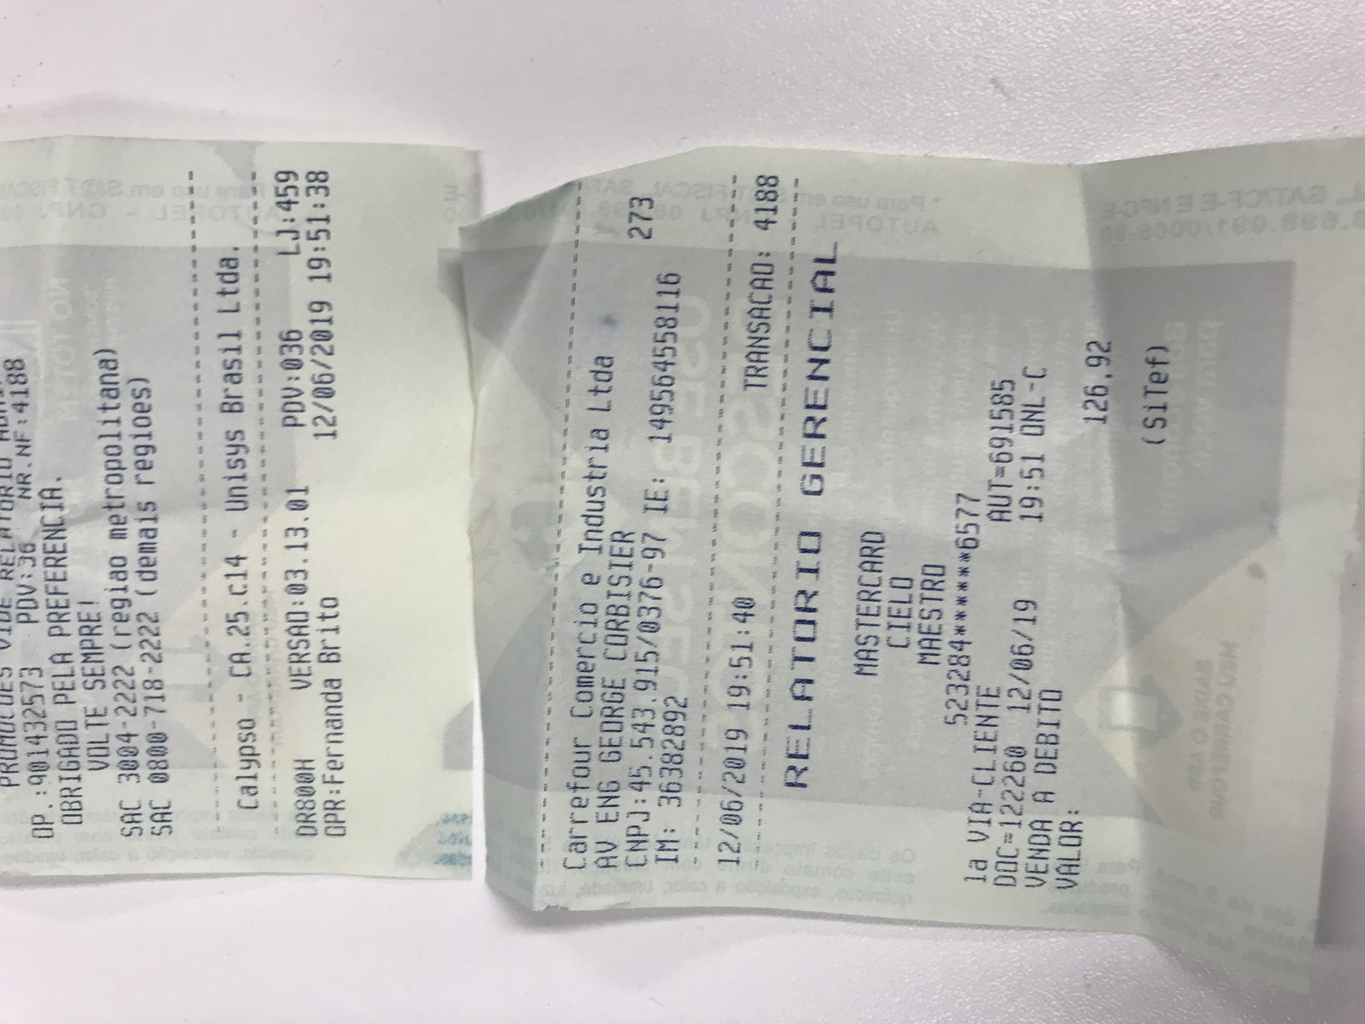 PROMOCOES VIDE RELATORIO
OP.:901432573 PDV:36 NR.NF:4188
OBRIGADO PELA PREFERENCIA.
VOLTE SEMPRE!
SAC 3004-2222 (regiao metropolitana)
SAC 0800-718-2222 (demais regioes)
Calypso - CA.25.c14 - Unisys Brasil Ltda.
DR800H VERSAO:03.13.01 PDV:036 LJ:459
OPR:Fernanda Brito 12/06/2019 19:51:38
Carrefour Comercio e Industria Ltda 273
AV ENG GEORGE CORBISIER
CNPJ:45.543.915/0376-97 IE: 149564558116
IM: 36382892
12/06/2019 19:51:40 TRANSACAO: 4188
RELATORIO GERENCIAL
MASTERCARD
CIELO
MAESTRO
523284******6577
1a VIA-CLIENTE
DOC=122260 AUT=691585
12/06/19 19:51 ONL-C
VENDA A DEBITO
VALOR: 126,92
(SiTef)